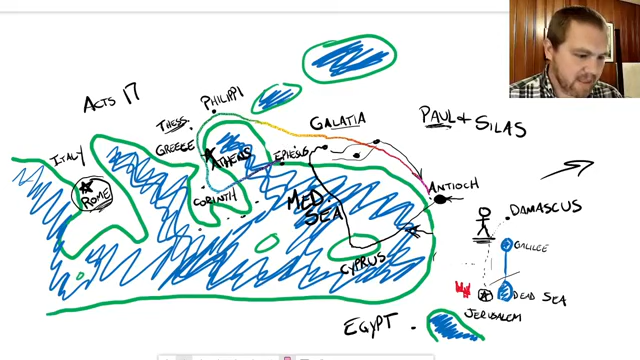 ACTS 17
PHILIPPI
THESS.
GREECE
ITALY
ROME
ATHENS
CORINTH
EPHESUS
GALATIA
PAUL & SILAS
MED
SEA
CYPRUS
ANTIOCH
DAMASCUS
GALILEE
DEAD SEA
JERUSALEM
EGYPT